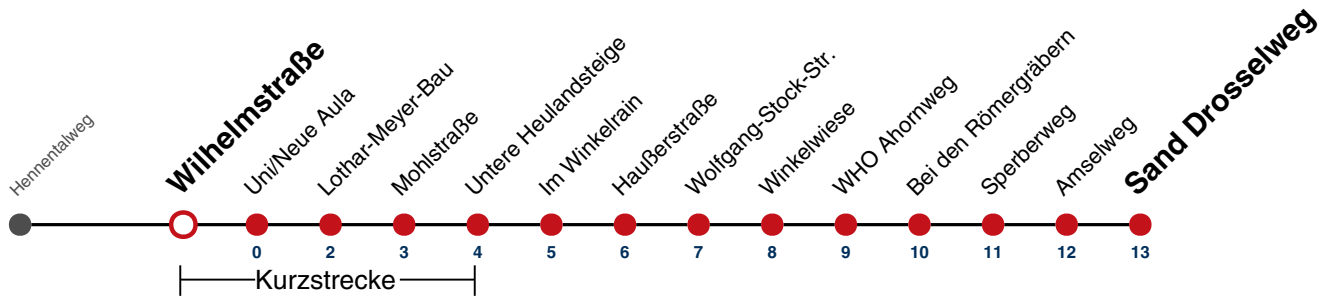 Hennentalweg
Wilhelmstraße
Uni/Neue Aula
Lothar-Meyer-Bau
Mohlstraße
Untere Heulandsteige
Im Winkelrain
Haußerstraße
Wolfgang-Stock-Str.
Winkelwiese
WHO Ahornweg
Bei den Römergräbern
Sperberweg
Amselweg
Sand Drosselweg
0 2 3 4 5 6 7 8 9 10 11 12 13
Kurzstrecke